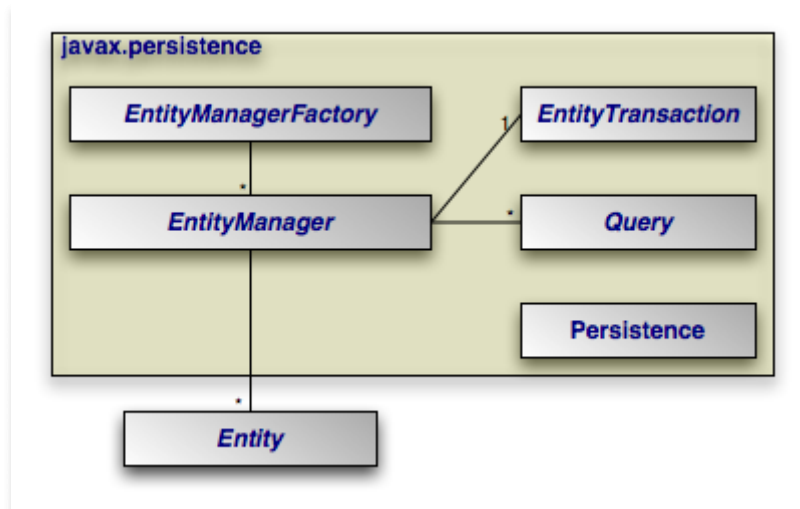 javax.persistence
EntityManagerFactory
EntityTransaction
1
*
EntityManager
*
Query
Persistence
*
Entity